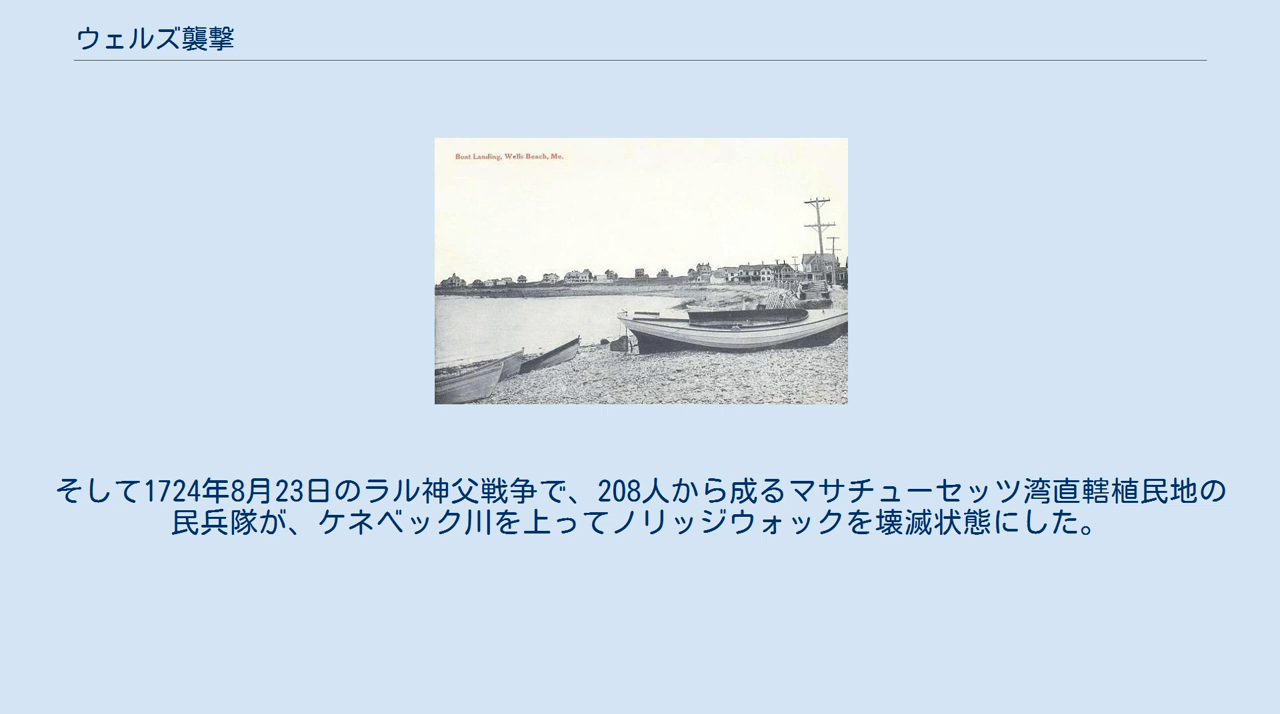 ウェルズ襲撃
Boat Landing, Wells Beach, Me.
そして1724年8月23日のラル神父戦争で、208人から成るマサチューセッツ湾直轄植民地の
民兵隊が、ケネベック川を上ってノリッジウォックを壊滅状態にした。